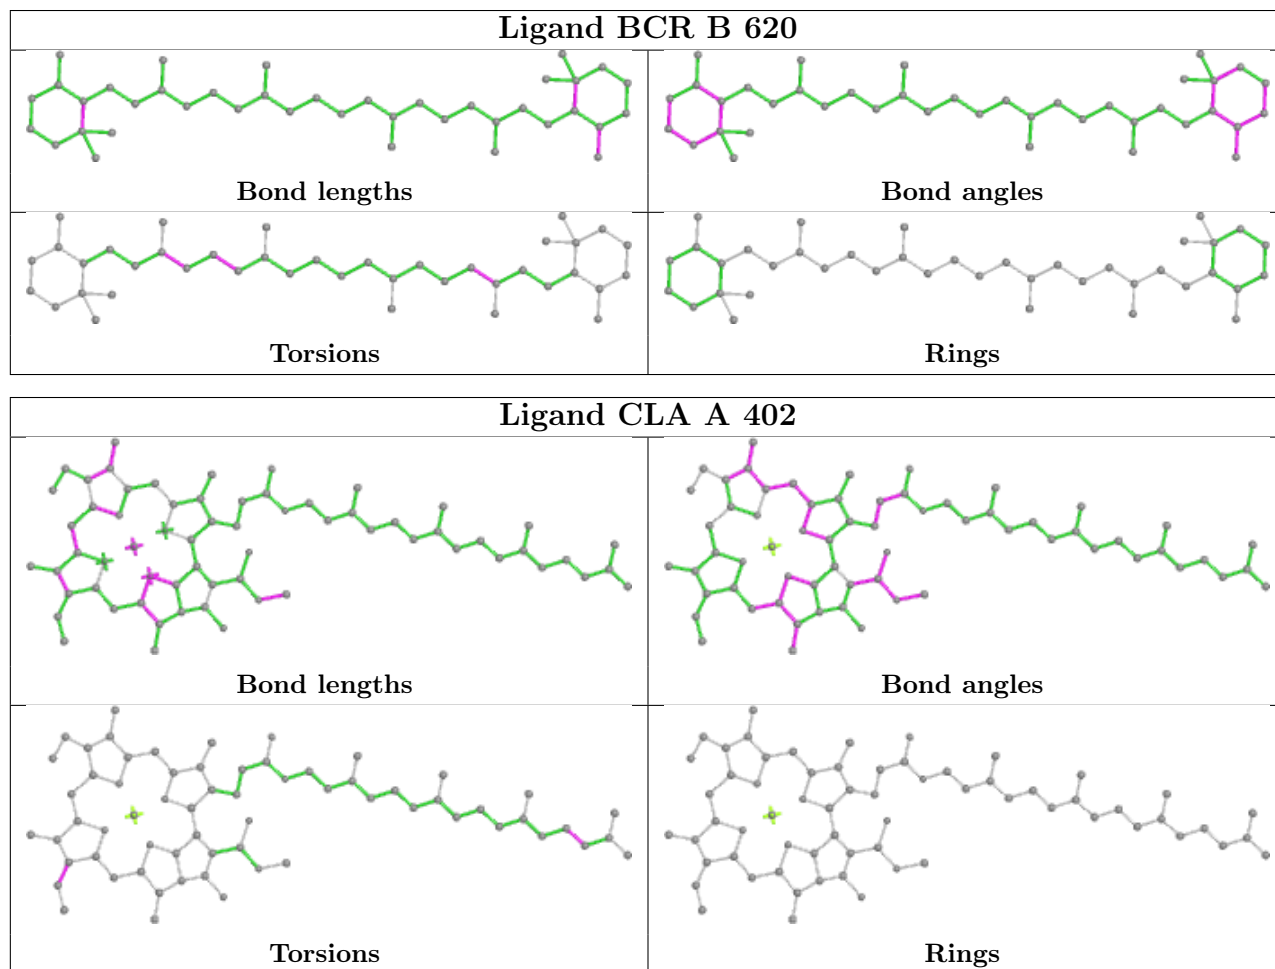 Ligand BCR B 620
Bond lengths
Bond angles
Torsions
Rings
Ligand CLA A 402
Bond lengths
Bond angles
Torsions
Rings